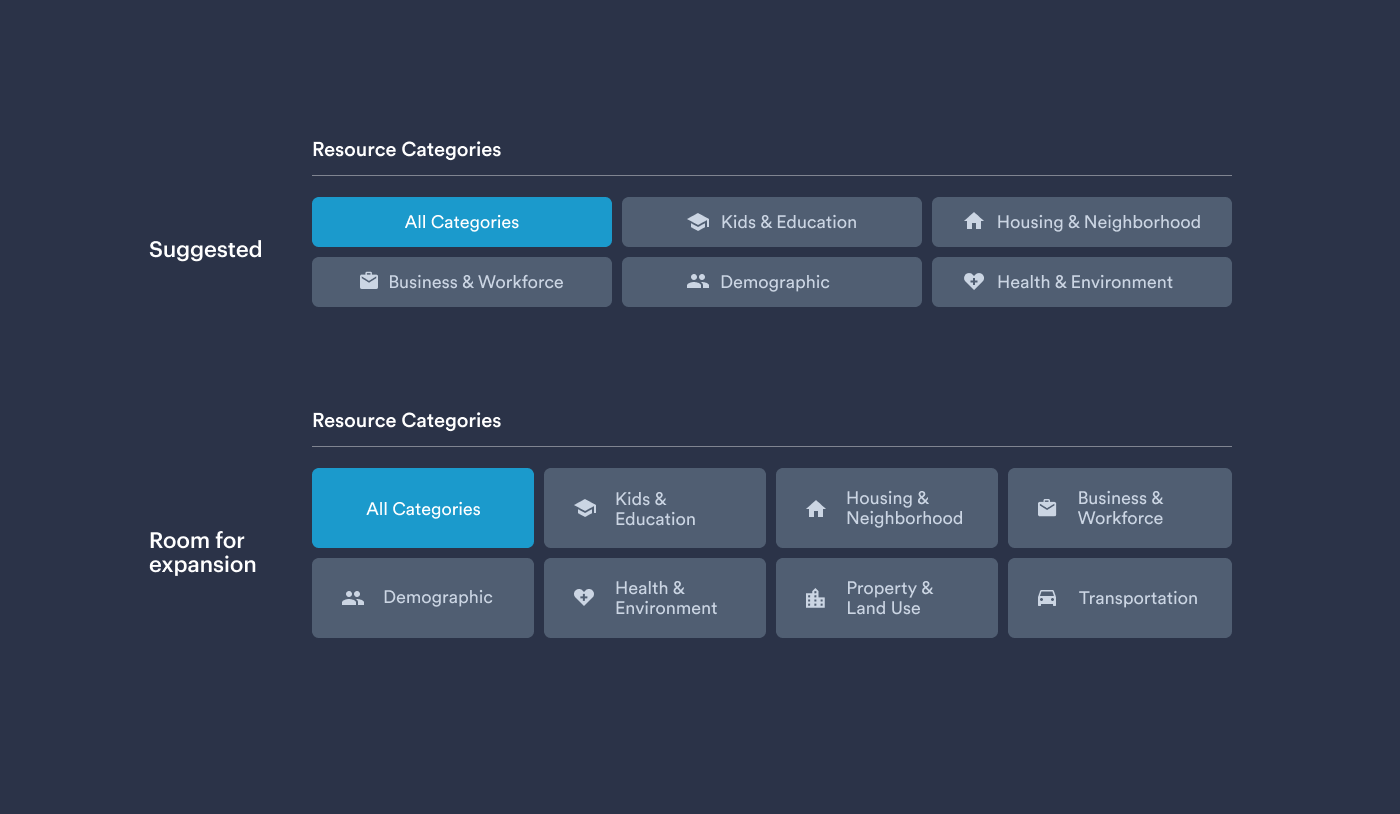 Resource Categories
Suggested
All Categories
Kids & Education
Housing & Neighborhood
Business & Workforce
Demographic
Health & Environment
Resource Categories
Room for
expansion
All Categories
Kids &
Education
Housing &
Neighborhood
Business &
Workforce
Demographic
Health &
Environment
Property &
Land Use
Transportation